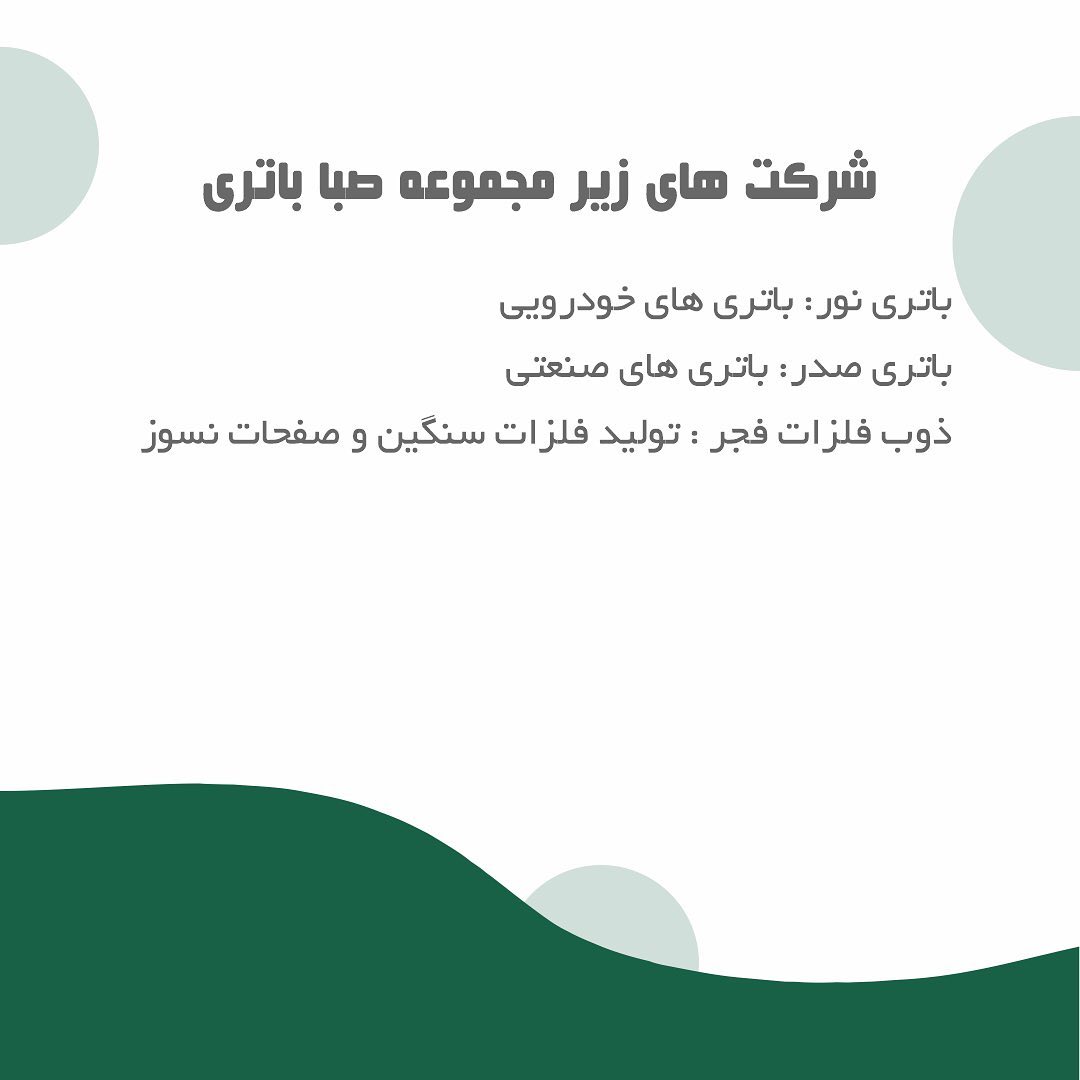 شرکت های زیر مجموعه صبا باتری
باتری نور: باتری های خودرویی
باتری صدر: باتری های صنعتی
ذوب فلزات فجر : تولید فلزات سنگین و صفحات نسوز